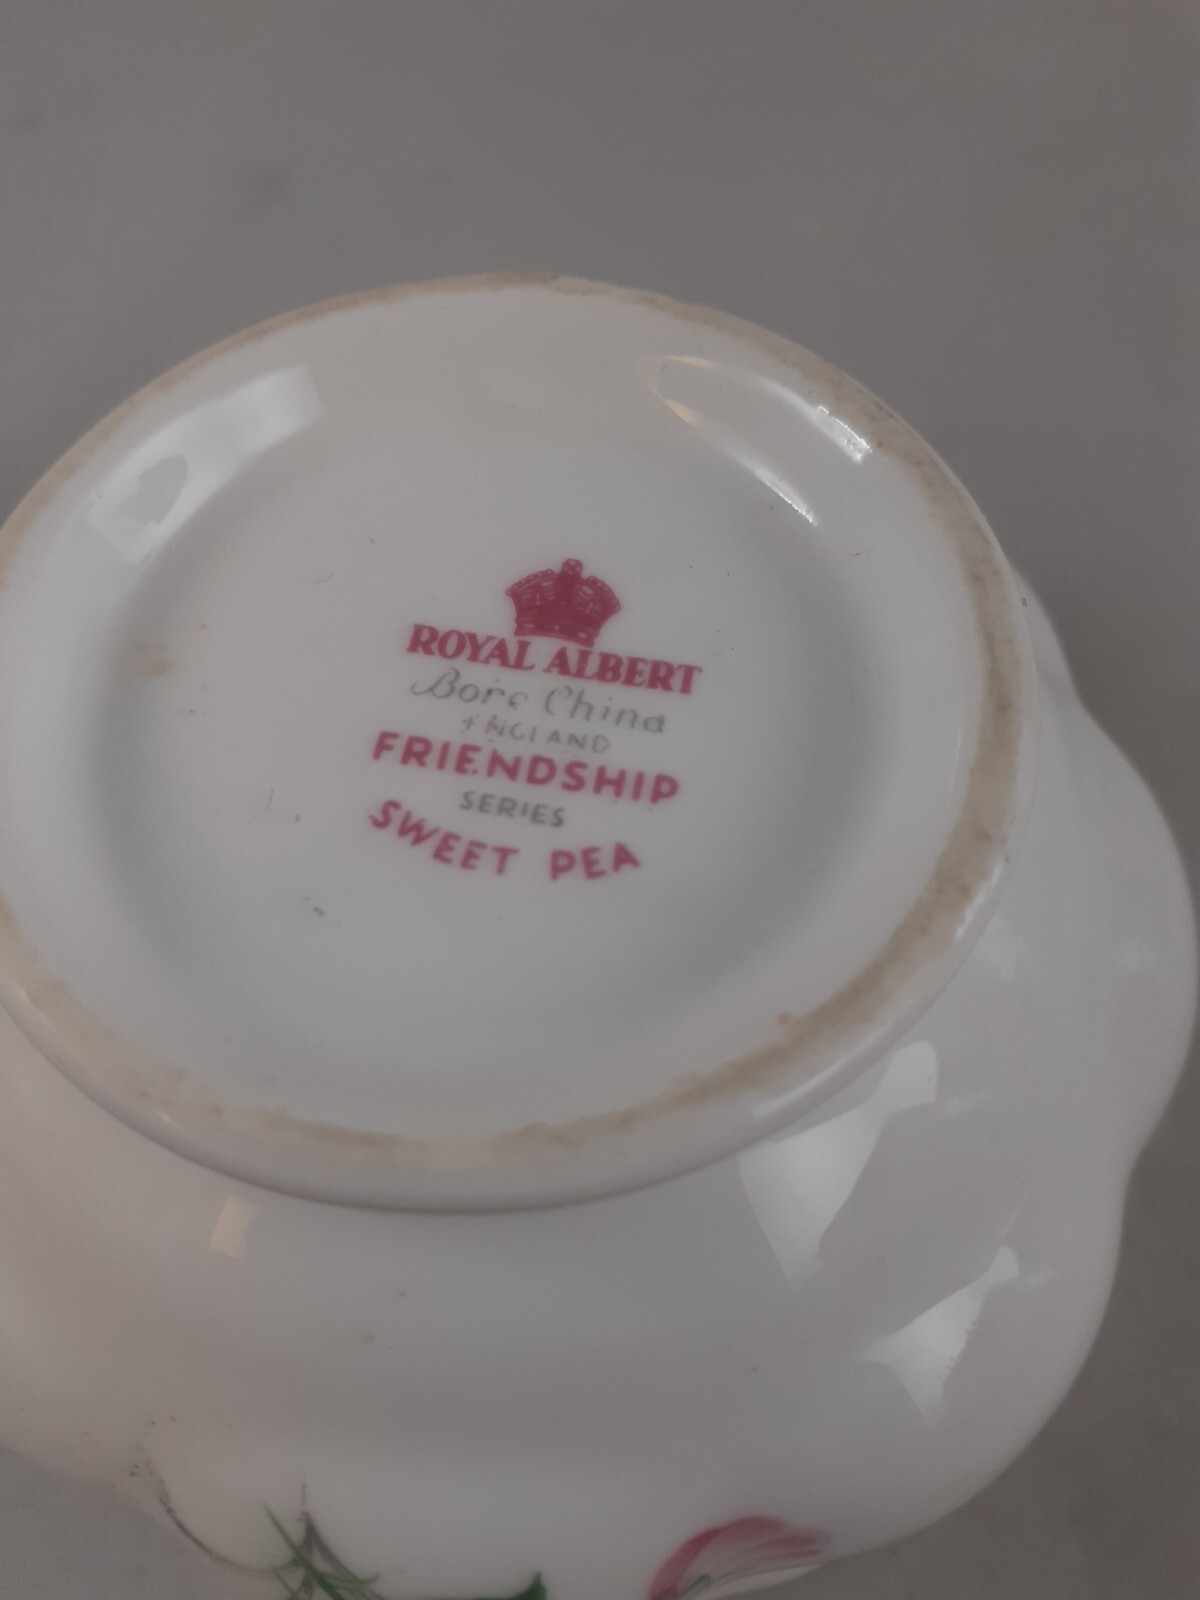 ROYAL ALBERT
Bone China
ENGLAND
FRIENDSHIP
SERIES
SWEET PEA